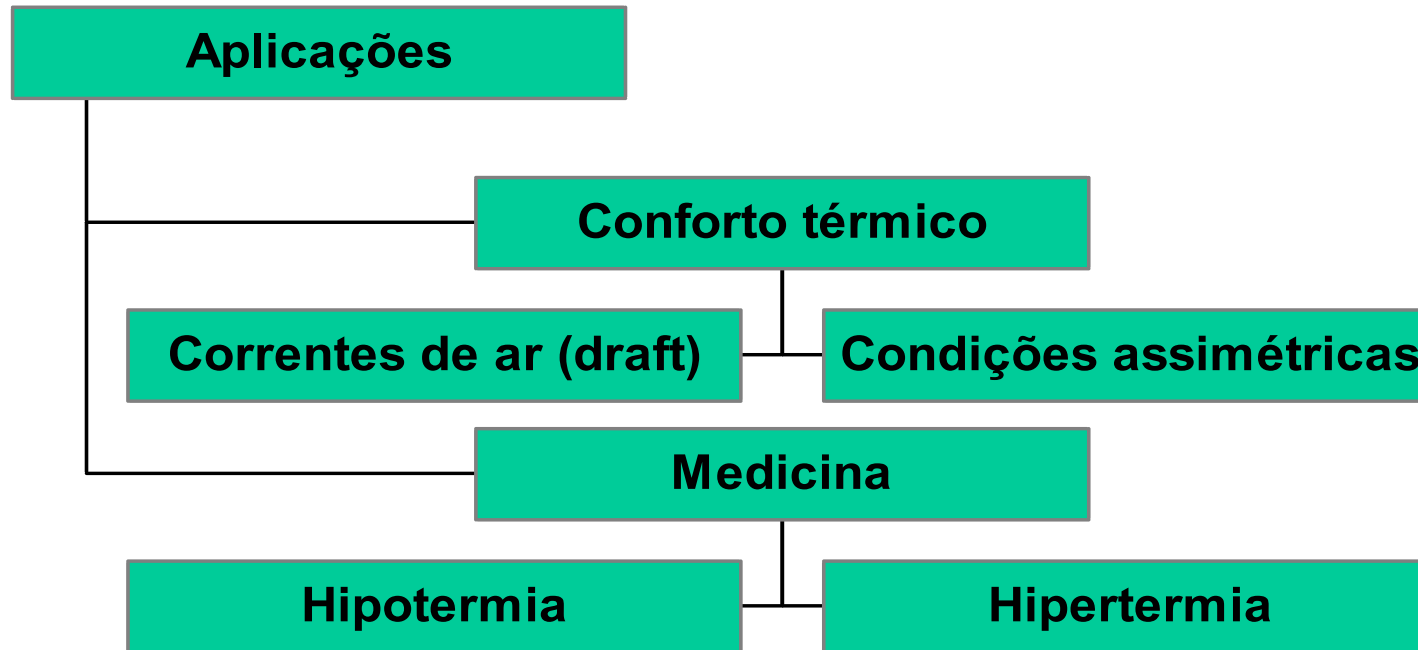 Aplicações
Conforto térmico
Correntes de ar (draft)
Condições assimétricas
Medicina
Hipotermia
Hipertermia